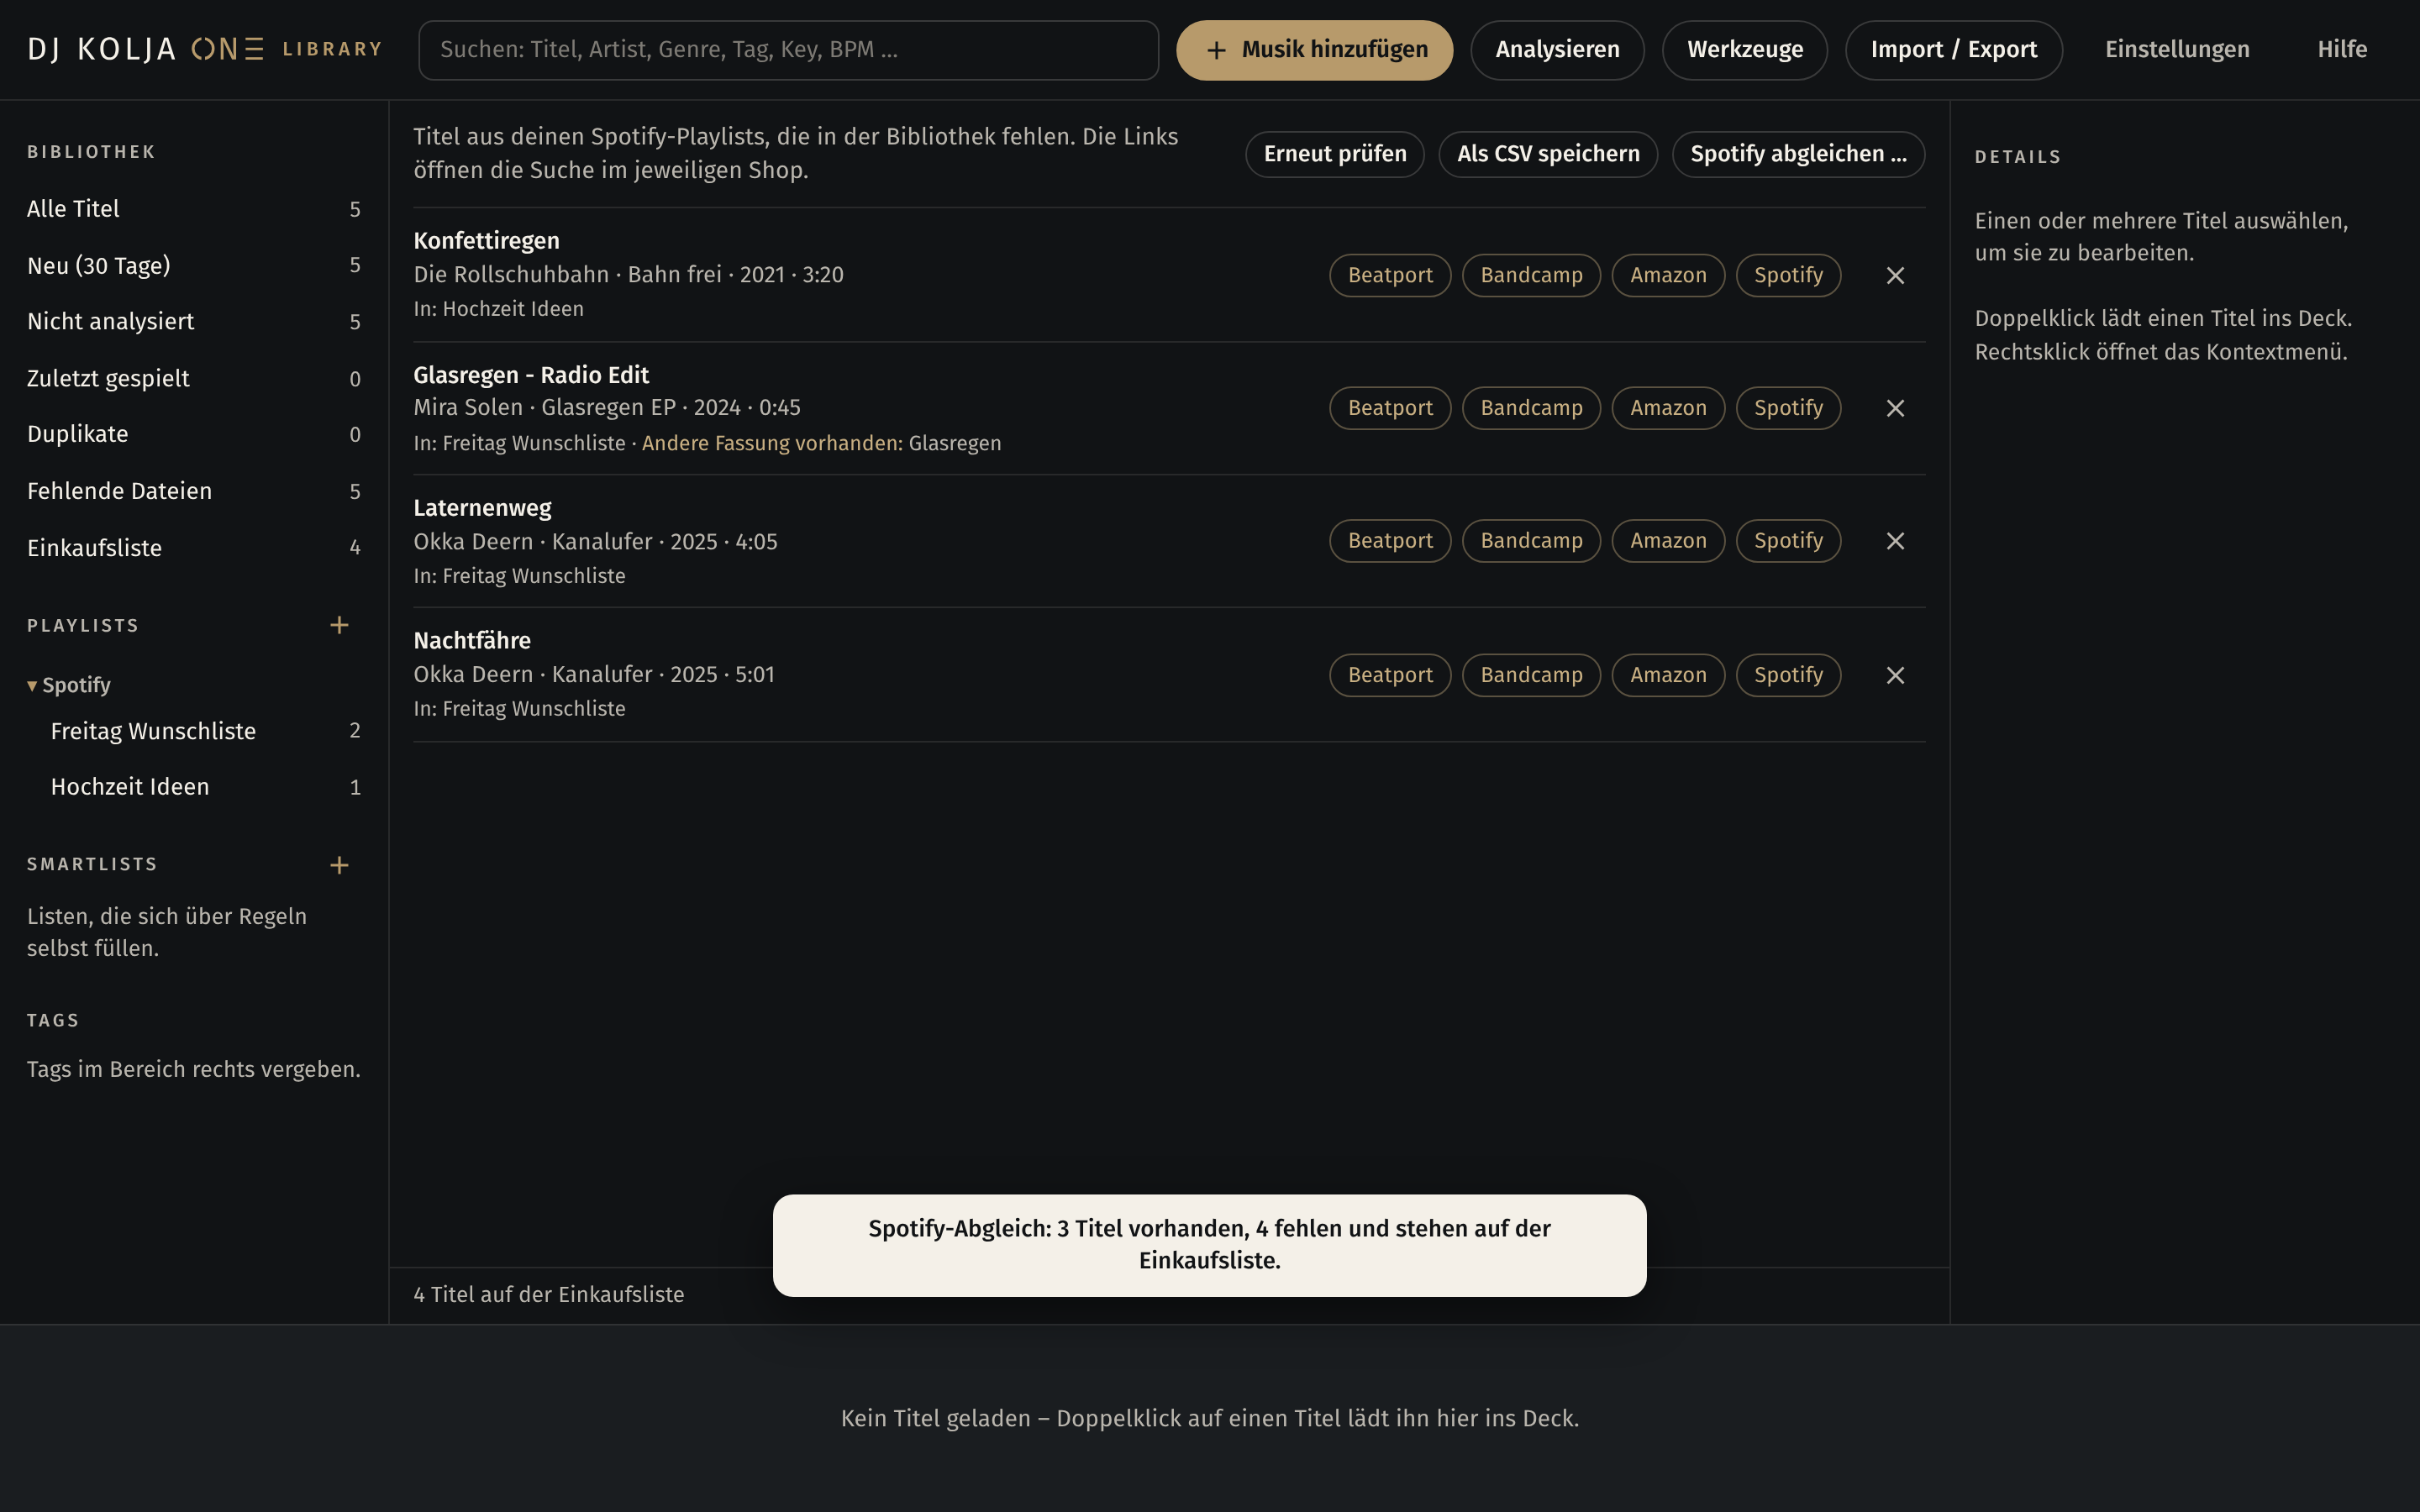 DJ KOLJA ONE LIBRARY
Suchen: Titel, Artist, Genre, Tag, Key, BPM ...
+ Musik hinzufügen
Analysieren
Werkzeuge
Import / Export
Einstellungen
Hilfe
BIBLIOTHEK
Alle Titel 5
Neu (30 Tage) 5
Nicht analysiert 5
Zuletzt gespielt 0
Duplikate 0
Fehlende Dateien 5
Einkaufsliste 4
PLAYLISTS +
▾ Spotify
Freitag Wunschliste 2
Hochzeit Ideen 1
SMARTLISTS +
Listen, die sich über Regeln
selbst füllen.
TAGS
Tags im Bereich rechts vergeben.
Titel aus deinen Spotify-Playlists, die in der Bibliothek fehlen. Die Links
öffnen die Suche im jeweiligen Shop.
Erneut prüfen
Als CSV speichern
Spotify abgleichen ...
Konfettiregen
Die Rollschuhbahn · Bahn frei · 2021 · 3:20
In: Hochzeit Ideen
Beatport Bandcamp Amazon Spotify ×
Glasregen - Radio Edit
Mira Solen · Glasregen EP · 2024 · 0:45
In: Freitag Wunschliste · Andere Fassung vorhanden: Glasregen
Beatport Bandcamp Amazon Spotify ×
Laternenweg
Okka Deern · Kanalufer · 2025 · 4:05
In: Freitag Wunschliste
Beatport Bandcamp Amazon Spotify ×
Nachtfähre
Okka Deern · Kanalufer · 2025 · 5:01
In: Freitag Wunschliste
Beatport Bandcamp Amazon Spotify ×
4 Titel auf der Einkaufsliste
DETAILS
Einen oder mehrere Titel auswählen,
um sie zu bearbeiten.
Doppelklick lädt einen Titel ins Deck.
Rechtsklick öffnet das Kontextmenü.
Spotify-Abgleich: 3 Titel vorhanden, 4 fehlen und stehen auf der
Einkaufsliste.
Kein Titel geladen – Doppelklick auf einen Titel lädt ihn hier ins Deck.